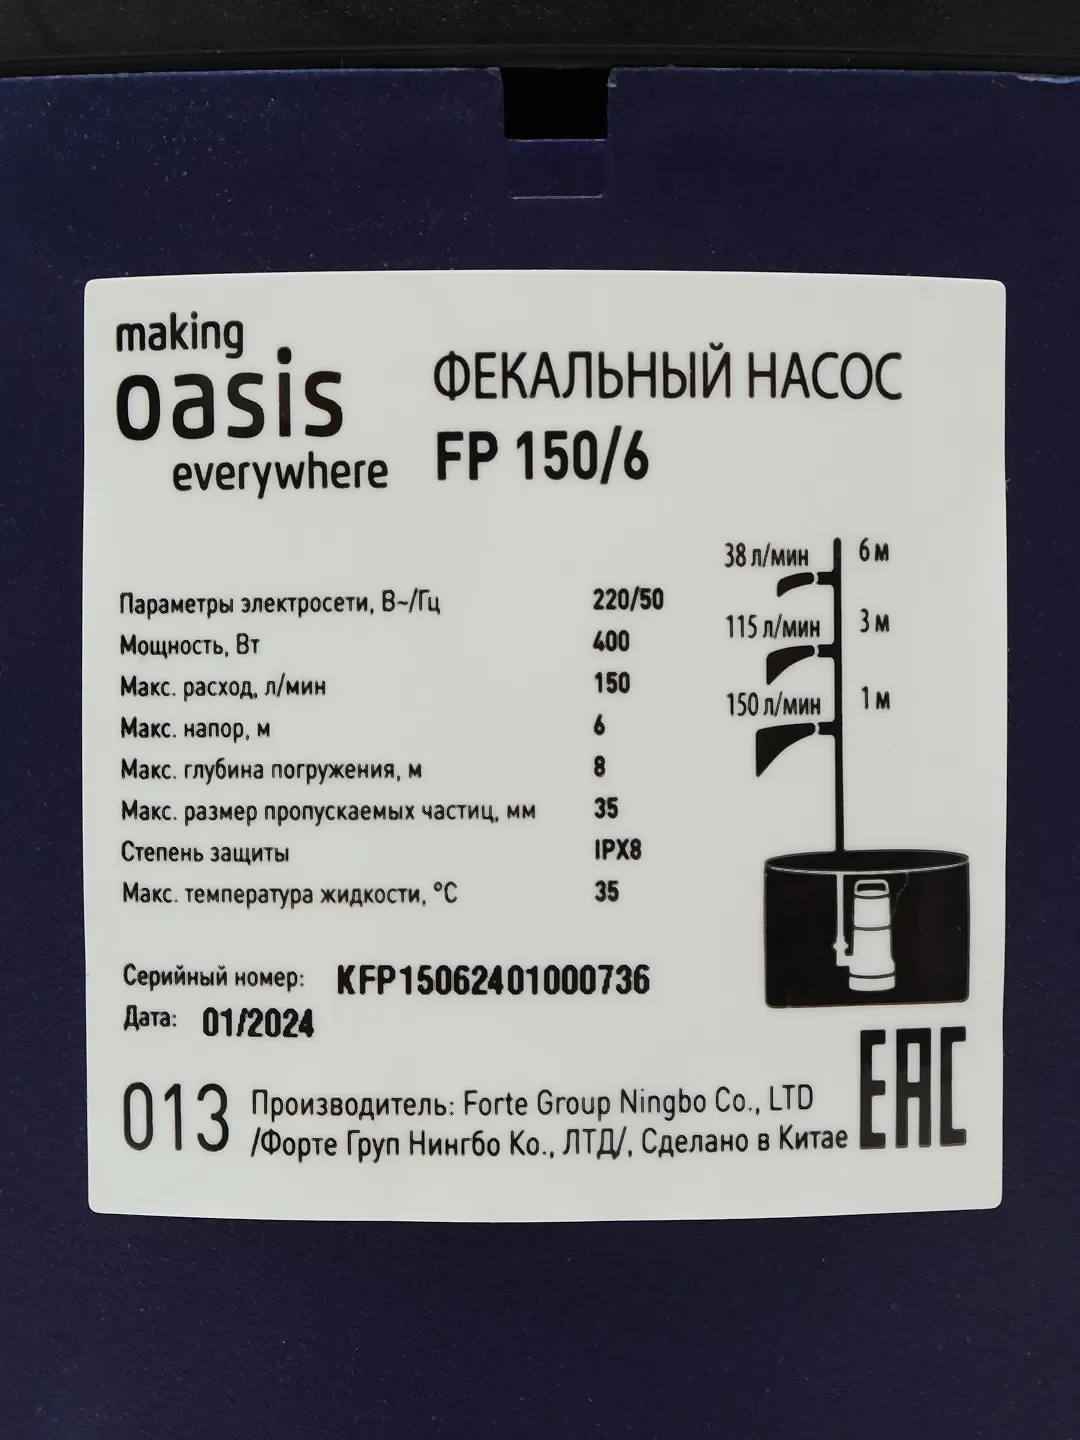 making
oasis
everywhere
ФЕКАЛЬНЫЙ НАСОС
FP 150/6
38 л/мин 6 м
115 л/мин 3 м
150 л/мин 1 м
Параметры электросети, В~/Гц 220/50
Мощность, Вт 400
Макс. расход, л/мин 150
Макс. напор, м 6
Макс. глубина погружения, м 8
Макс. размер пропускаемых частиц, мм 35
Степень защиты IPX8
Макс. температура жидкости, °C 35
Серийный номер: KFP15062401000736
Дата: 01/2024
013
Производитель: Forte Group Ningbo Co., LTD
/Форте Груп Нингбо Ко., ЛТД/, Сделано в Китае
EAC